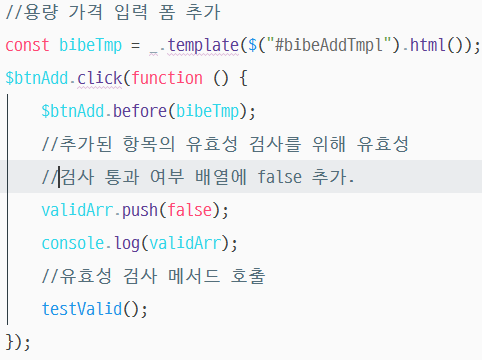 //용량 가격 입력 폼 추가
const bibeTmp = _.template($("#bibeAddTmpl").html());
$btnAdd.click(function () {
$btnAdd.before(bibeTmp);
//추가된 항목의 유효성 검사를 위해 유효성
//검사 통과 여부 배열에 false 추가.
validArr.push(false);
console.log(validArr);
//유효성 검사 메서드 호출
testValid();
});